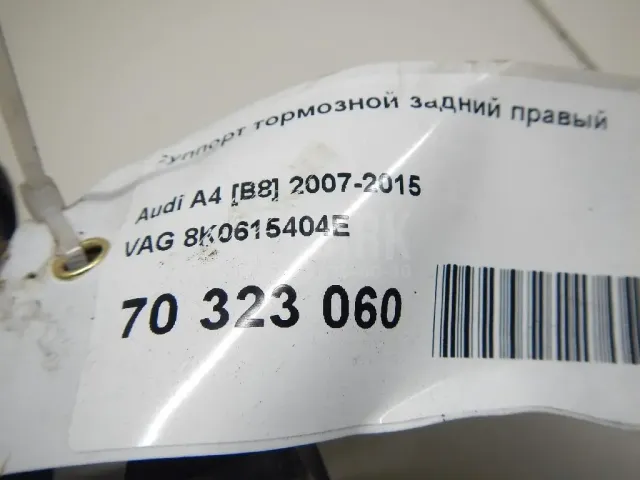 Суппорт тормозной задний правый
Audi A4 [B8] 2007-2015
VAG 8K0615404E
70 323 060